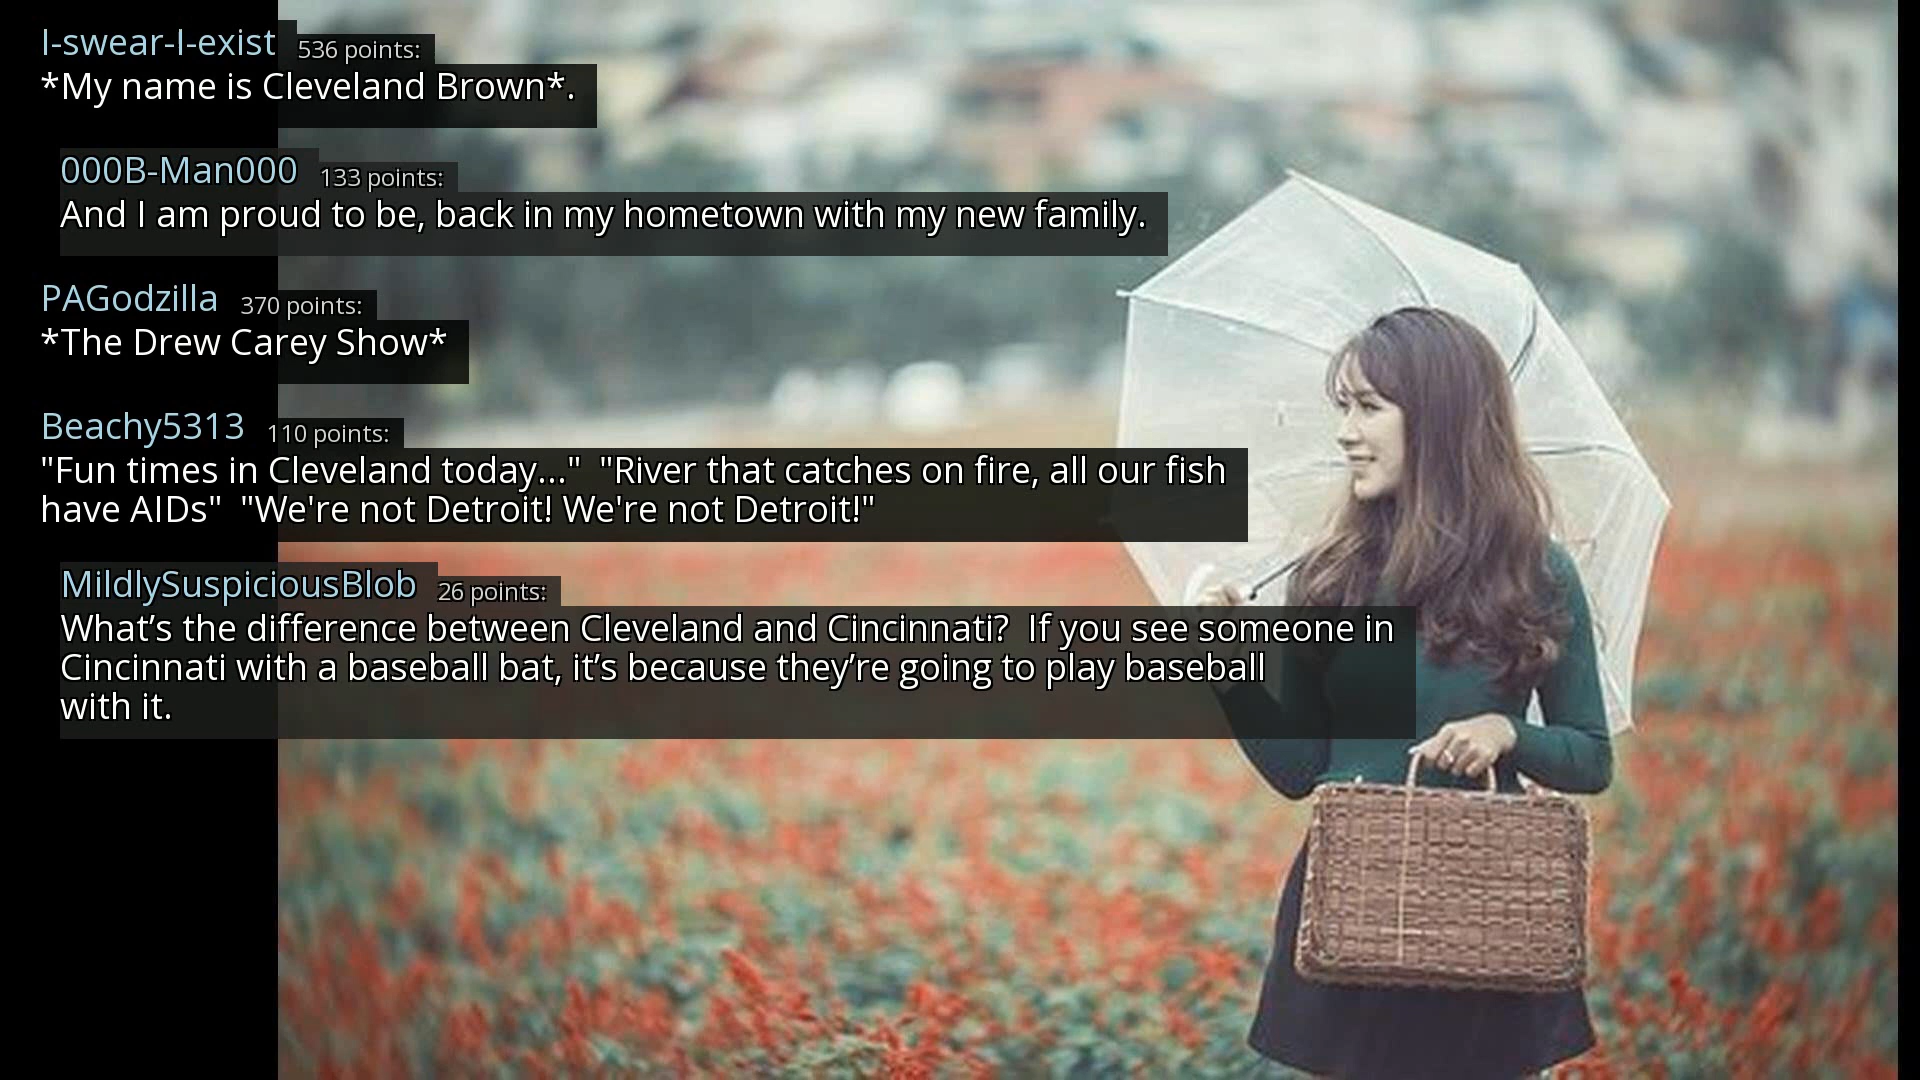 I-swear-I-exist 536 points:
*My name is Cleveland Brown*.
000B-Man000 133 points:
And I am proud to be, back in my hometown with my new family.
PAGodzilla 370 points:
*The Drew Carey Show*
Beachy5313 110 points:
"Fun times in Cleveland today..."  "River that catches on fire, all our fish
have AIDs"  "We're not Detroit! We're not Detroit!"
MildlySuspiciousBlob 26 points:
What’s the difference between Cleveland and Cincinnati?  If you see someone in
Cincinnati with a baseball bat, it’s because they’re going to play baseball
with it.